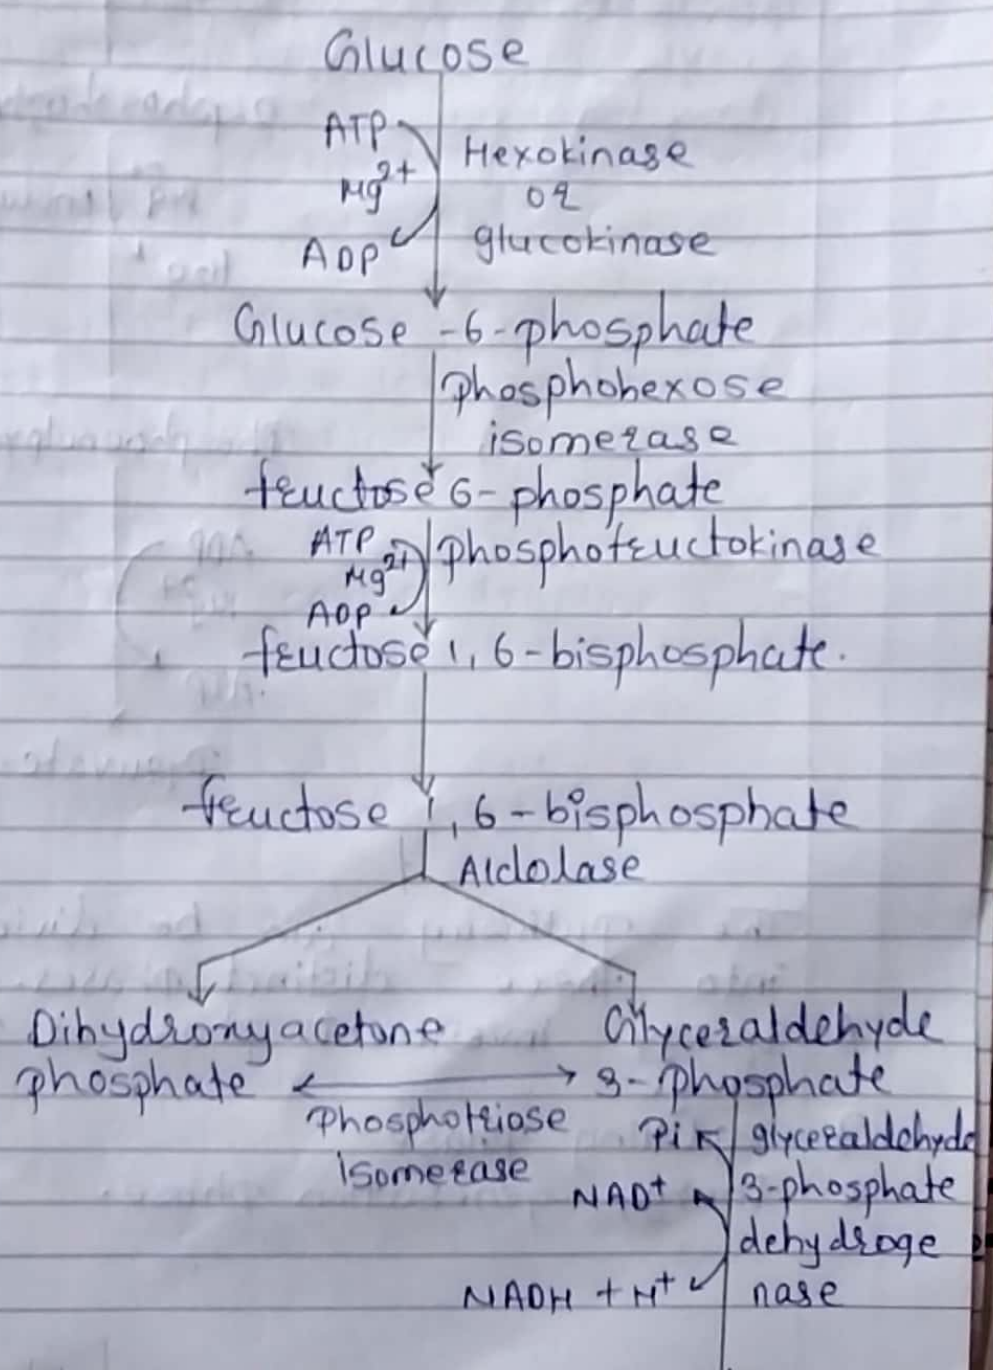 Glucose
ATP
Mg2+
ADP
Hexokinase
or
glucokinase
Glucose -6-phosphate
phosphohexose
isomerase
fructose 6- phosphate
ATP
Mg2+
ADP
phosphofructokinase
fructose 1, 6-bisphosphate.
fructose 1, 6-bisphosphate
Aldolase
Dihydroxyacetone
phosphate
Glyceraldehyde
3-phosphate
Phosphotriose
isomerase
Pi
NAD+
NADH + H+
glyceraldehyde
3-phosphate
dehydroge
nase